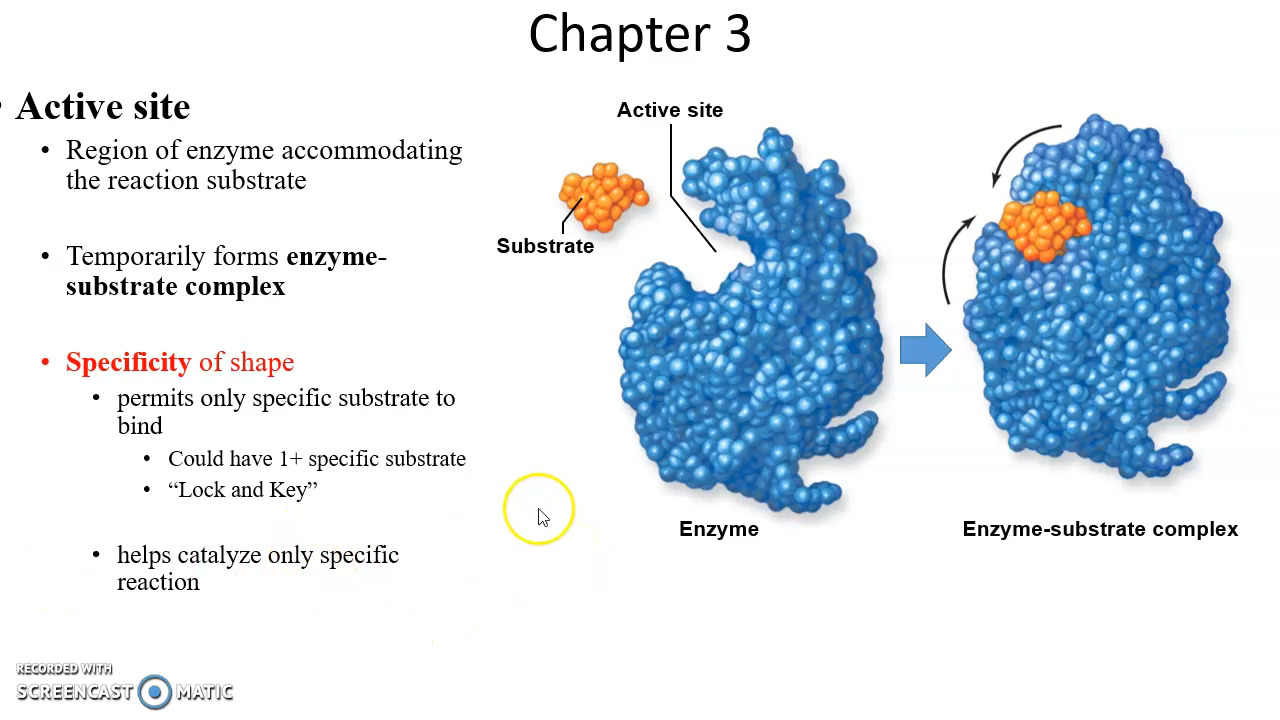 Chapter 3
• Active site
• Region of enzyme accommodating
the reaction substrate
• Temporarily forms enzyme-
substrate complex
• Specificity of shape
• permits only specific substrate to
bind
• Could have 1+ specific substrate
• “Lock and Key”
• helps catalyze only specific
reaction
Active site
Substrate
Enzyme
Enzyme-substrate complex
RECORDED WITH
SCREENCAST MATIC